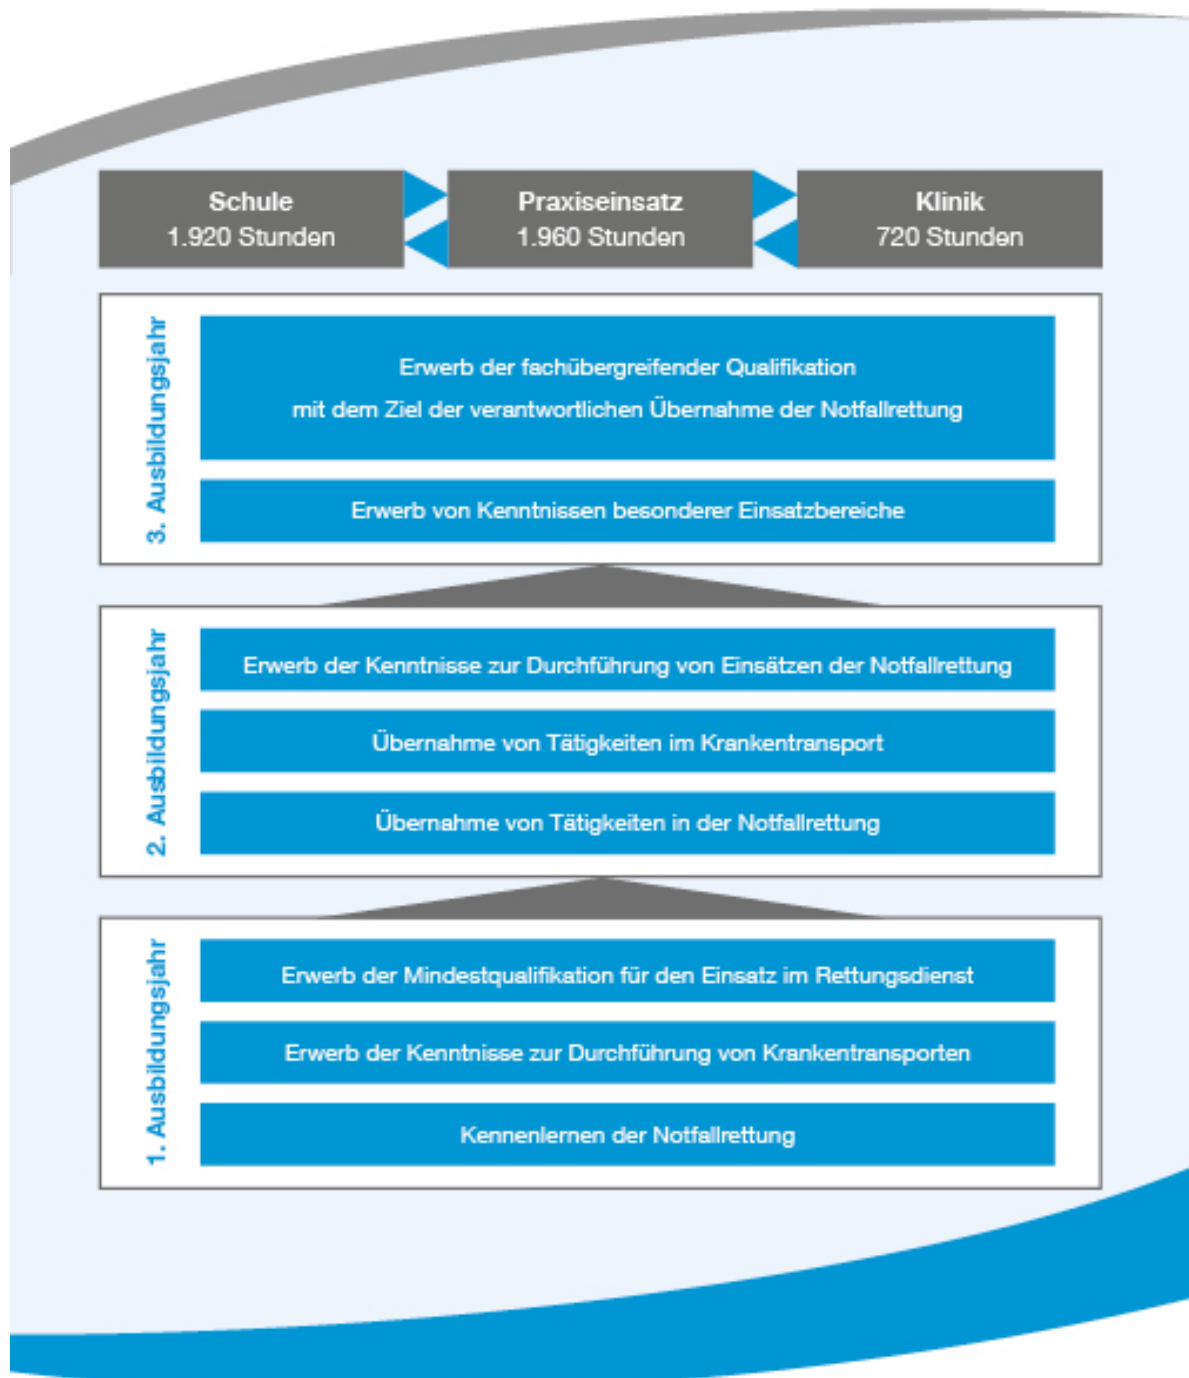 Schule
1.920 Stunden
Praxiseinsatz
1.960 Stunden
Klinik
720 Stunden
3. Ausbildungsjahr
Erwerb der fachübergreifender Qualifikation
mit dem Ziel der verantwortlichen Übernahme der Notfallrettung
Erwerb von Kenntnissen besonderer Einsatzbereiche
2. Ausbildungsjahr
Erwerb der Kenntnisse zur Durchführung von Einsätzen der Notfallrettung
Übernahme von Tätigkeiten im Krankentransport
Übernahme von Tätigkeiten in der Notfallrettung
1. Ausbildungsjahr
Erwerb der Mindestqualifikation für den Einsatz im Rettungsdienst
Erwerb der Kenntnisse zur Durchführung von Krankentransporten
Kennenlernen der Notfallrettung